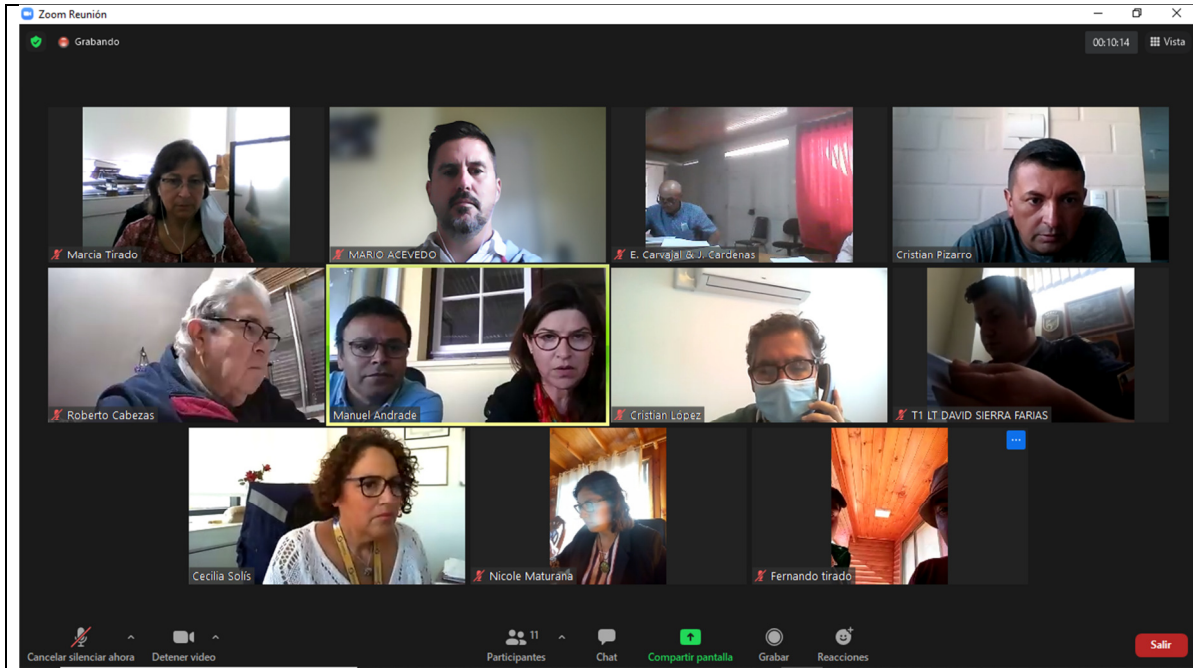 Zoom Reunión
Grabando
00:10:14
Vista
Marcia Tirado
MARIO ACEVEDO
E. Carvajal & J. Cardenas
Cristian Pizarro
Roberto Cabezas
Manuel Andrade
Cristian López
T1 LT DAVID SIERRA FARIAS
Cecilia Solís
Nicole Maturana
Fernando tirado
Cancelar silenciar ahora
Detener video
11
Participantes
Chat
Compartir pantalla
Grabar
Reacciones
Salir